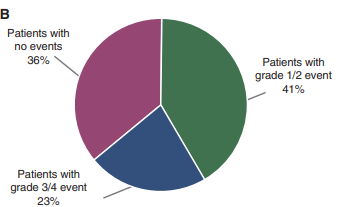 B
Patients with
no events
36%
Patients with
grade 1/2 event
41%
Patients with
grade 3/4 event
23%